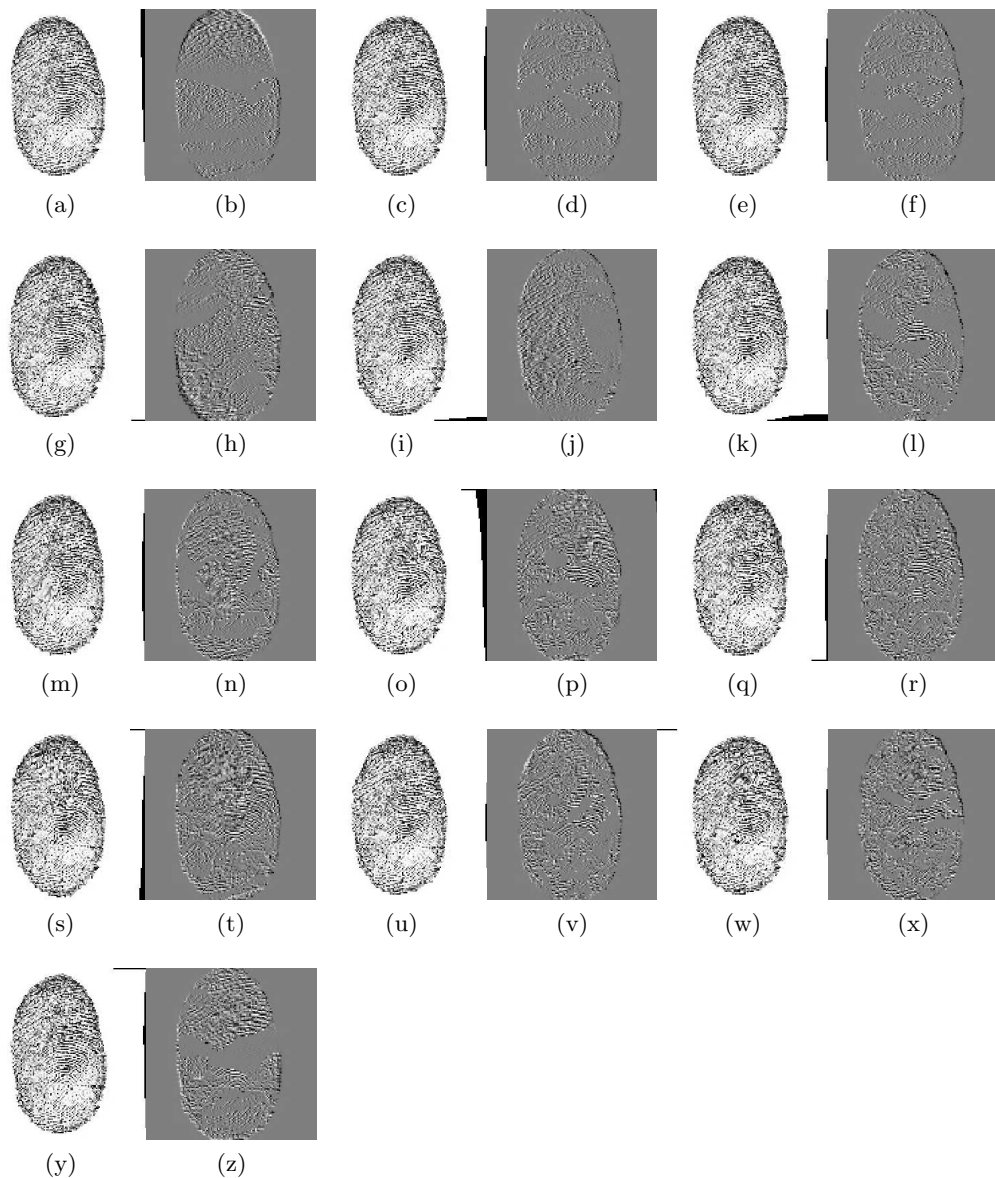 (a) (b) (c) (d) (e) (f)
(g) (h) (i) (j) (k) (l)
(m) (n) (o) (p) (q) (r)
(s) (t) (u) (v) (w) (x)
(y) (z)